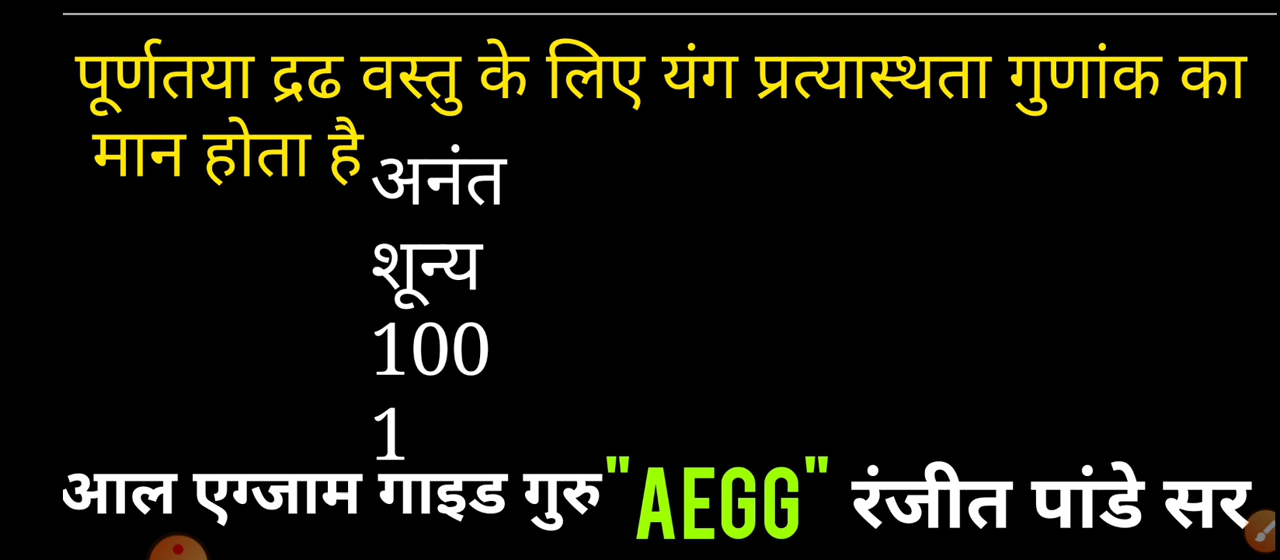 पूर्णतया द्रढ वस्तु के लिए यंग प्रत्यास्थता गुणांक का
मान होता है
अनंत
शून्य
100
1
आल एग्जाम गाइड गुरु "AEGG" रंजीत पांडे सर